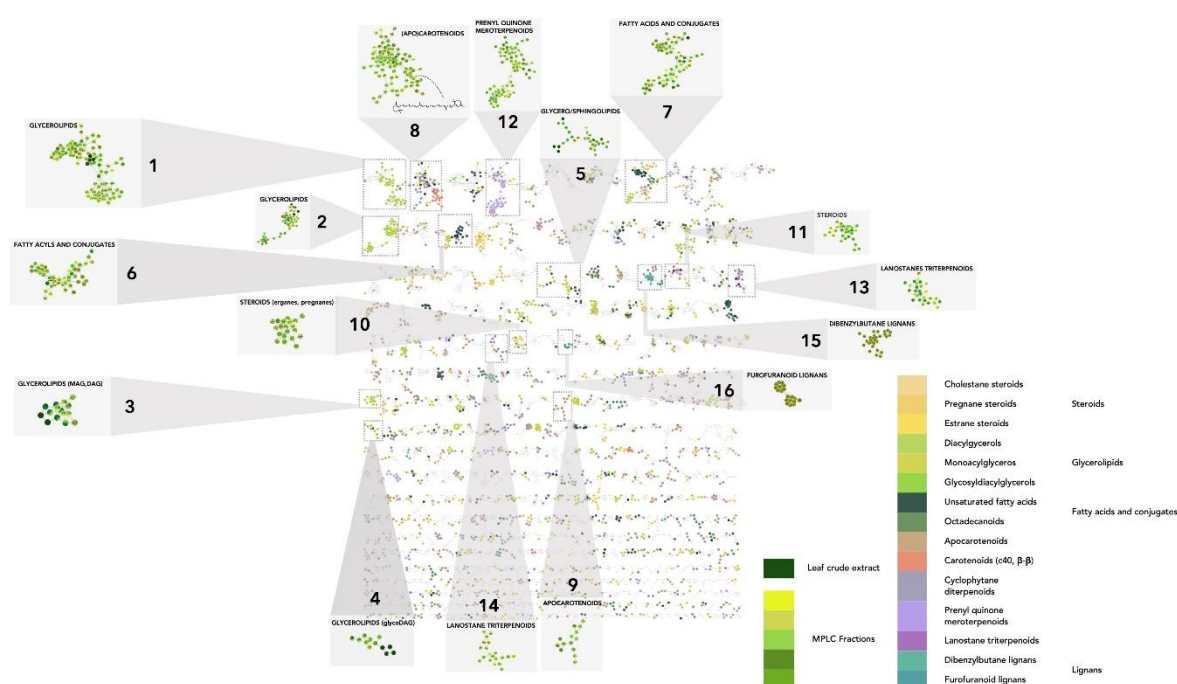 (APO)CAROTENOIDS
8
PRENYL QUINONE
MEROTERPENOIDS
12
FATTY ACIDS AND CONJUGATES
7
GLYCERO/SPHINGOLIPIDS
5
GLYCEROLIPIDS
1
GLYCEROLIPIDS
2
STEROIDS
11
FATTY ACYLS AND CONJUGATES
6
LANOSTANES TRITERPENOIDS
13
STEROIDS (erganes, pregnanes)
10
DIBENZYLBUTANE LIGNANS
15
GLYCEROLIPIDS (MAG,DAG)
3
FUROFURANOID LIGNANS
16
4
GLYCEROLIPIDS (glycoDAG)
14
LANOSTANE TRITERPENOIDS
9
APOCAROTENOIDS
Leaf crude extract
MPLC Fractions
Cholestane steroids
Pregnane steroids
Estrane steroids
Steroids
Diacylgycerols
Monoacylglyceros
Glycosyldiacylglycerols
Glycerolipids
Unsaturated fatty acids
Octadecanoids
Fatty acids and conjugates
Apocarotenoids
Carotenoids (c40, β-β)
Cyclophytane
diterpenoids
Prenyl quinone
meroterpenoids
Lanostane triterpenoids
Dibenzylbutane lignans
Furofuranoid lignans
Lignans